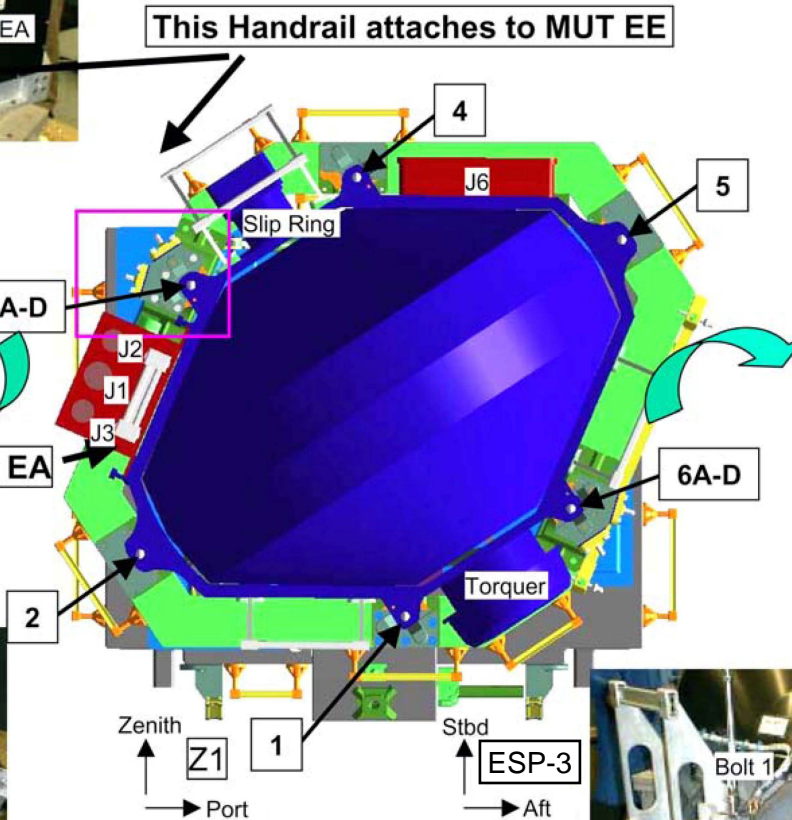 EA
This Handrail attaches to MUT EE
4
J6
5
Slip Ring
A-D
J2
J1
J3
EA
6A-D
Torquer
2
1
Zenith
Z1
Port
Stbd
ESP-3
Aft
Bolt 1